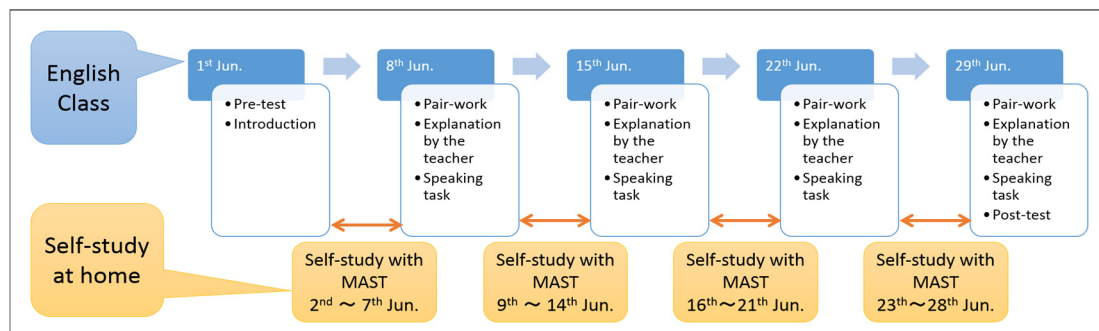 English
Class
1st Jun.
• Pre-test
• Introduction
8th Jun.
• Pair-work
• Explanation
by the
teacher
• Speaking
task
15th Jun.
• Pair-work
• Explanation
by the
teacher
• Speaking
task
22th Jun.
• Pair-work
• Explanation
by the
teacher
• Speaking
task
29th Jun.
• Pair-work
• Explanation
by the
teacher
• Speaking
task
• Post-test
Self-study
at home
Self-study with
MAST
2nd ～ 7th Jun.
Self-study with
MAST
9th ～ 14th Jun.
Self-study with
MAST
16th～21th Jun.
Self-study with
MAST
23th～28th Jun.